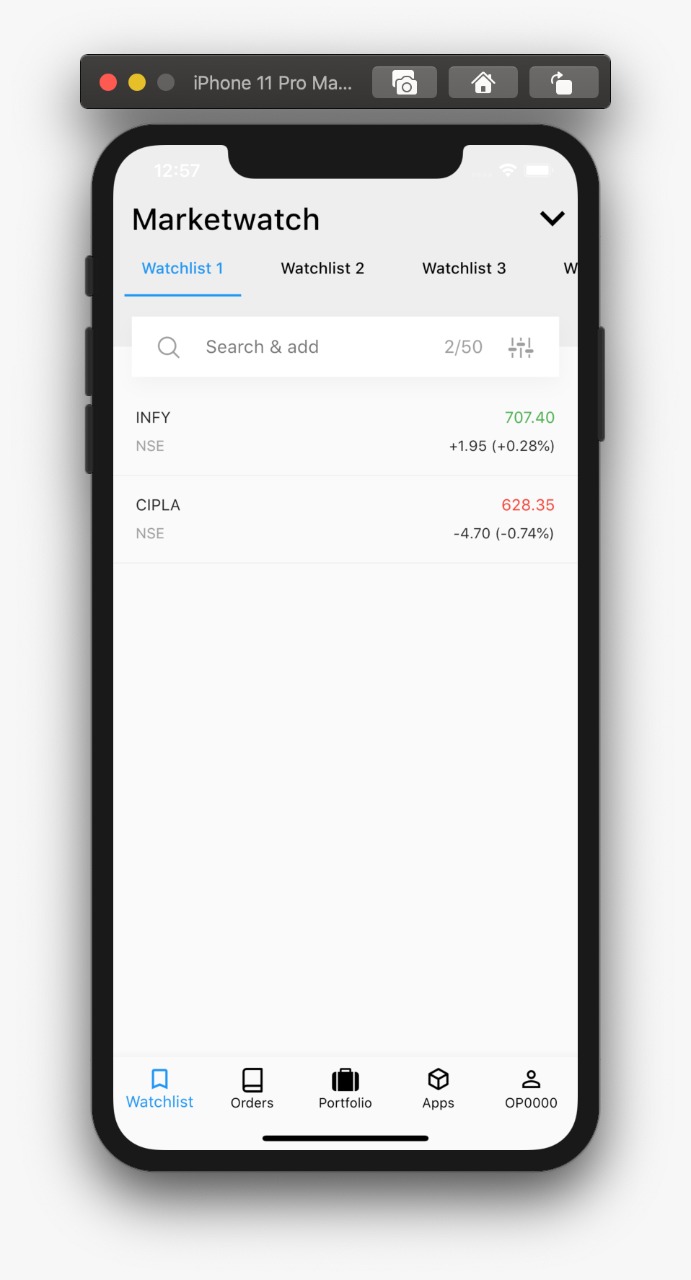 iPhone 11 Pro Ma...
12:57
Marketwatch
Watchlist 1 Watchlist 2 Watchlist 3 W
Search & add 2/50
INFY 707.40
NSE +1.95 (+0.28%)
CIPLA 628.35
NSE -4.70 (-0.74%)
Watchlist Orders Portfolio Apps OP0000